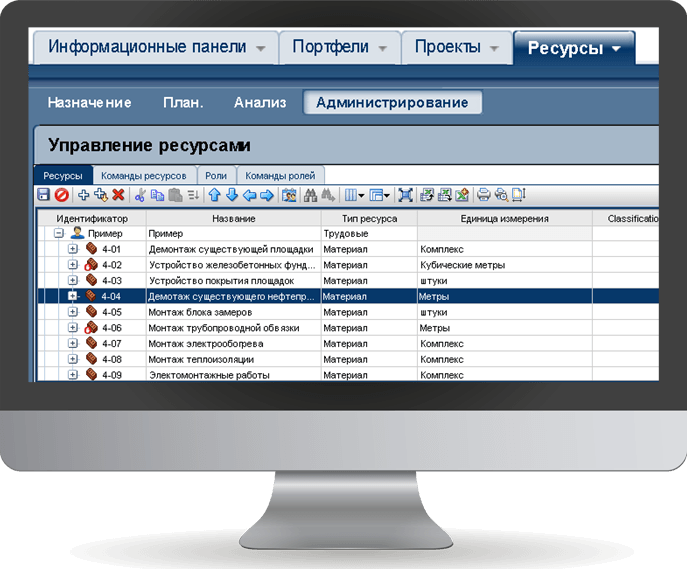 Информационные панели Портфели Проекты Ресурсы
Назначение План. Анализ Администрирование
Управление ресурсами
Ресурсы Команды ресурсов Роли Команды ролей
Идентификатор Название Тип ресурса Единица измерения Classificatio
Пример Пример Трудовые
4-01 Демонтаж существующей площадки Материал Комплекс
4-02 Устройство железобетонных фунд... Материал Кубические метры
4-03 Устройство покрытия площадок Материал штуки
4-04 Демотаж существующего нефтепр... Материал Метры
4-05 Монтаж блока замеров Материал штуки
4-06 Монтаж трубопроводной обвязки Материал Метры
4-07 Монтаж электрообогрева Материал Комплекс
4-08 Монтаж теплоизоляции Материал Комплекс
4-09 Электомонтажные работы Материал Комплекс